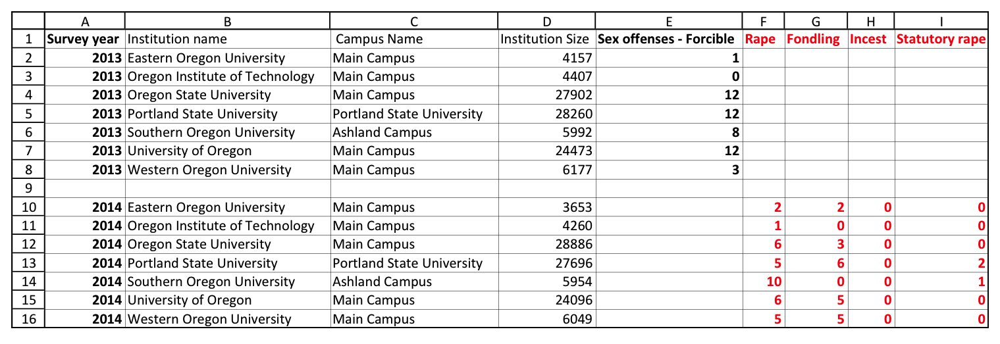 A B C D E F G H I
1 Survey year Institution name Campus Name Institution Size Sex offenses - Forcible Rape Fondling Incest Statutory rape
2 2013 Eastern Oregon University Main Campus 4157 1
3 2013 Oregon Institute of Technology Main Campus 4407 0
4 2013 Oregon State University Main Campus 27902 12
5 2013 Portland State University Portland State University 28260 12
6 2013 Southern Oregon University Ashland Campus 5992 8
7 2013 University of Oregon Main Campus 24473 12
8 2013 Western Oregon University Main Campus 6177 3
9
10 2014 Eastern Oregon University Main Campus 3653 2 2 0 0
11 2014 Oregon Institute of Technology Main Campus 4260 1 0 0 0
12 2014 Oregon State University Main Campus 28886 6 3 0 0
13 2014 Portland State University Portland State University 27696 5 6 0 2
14 2014 Southern Oregon University Ashland Campus 5954 10 0 0 1
15 2014 University of Oregon Main Campus 24096 6 5 0 0
16 2014 Western Oregon University Main Campus 6049 5 5 0 0